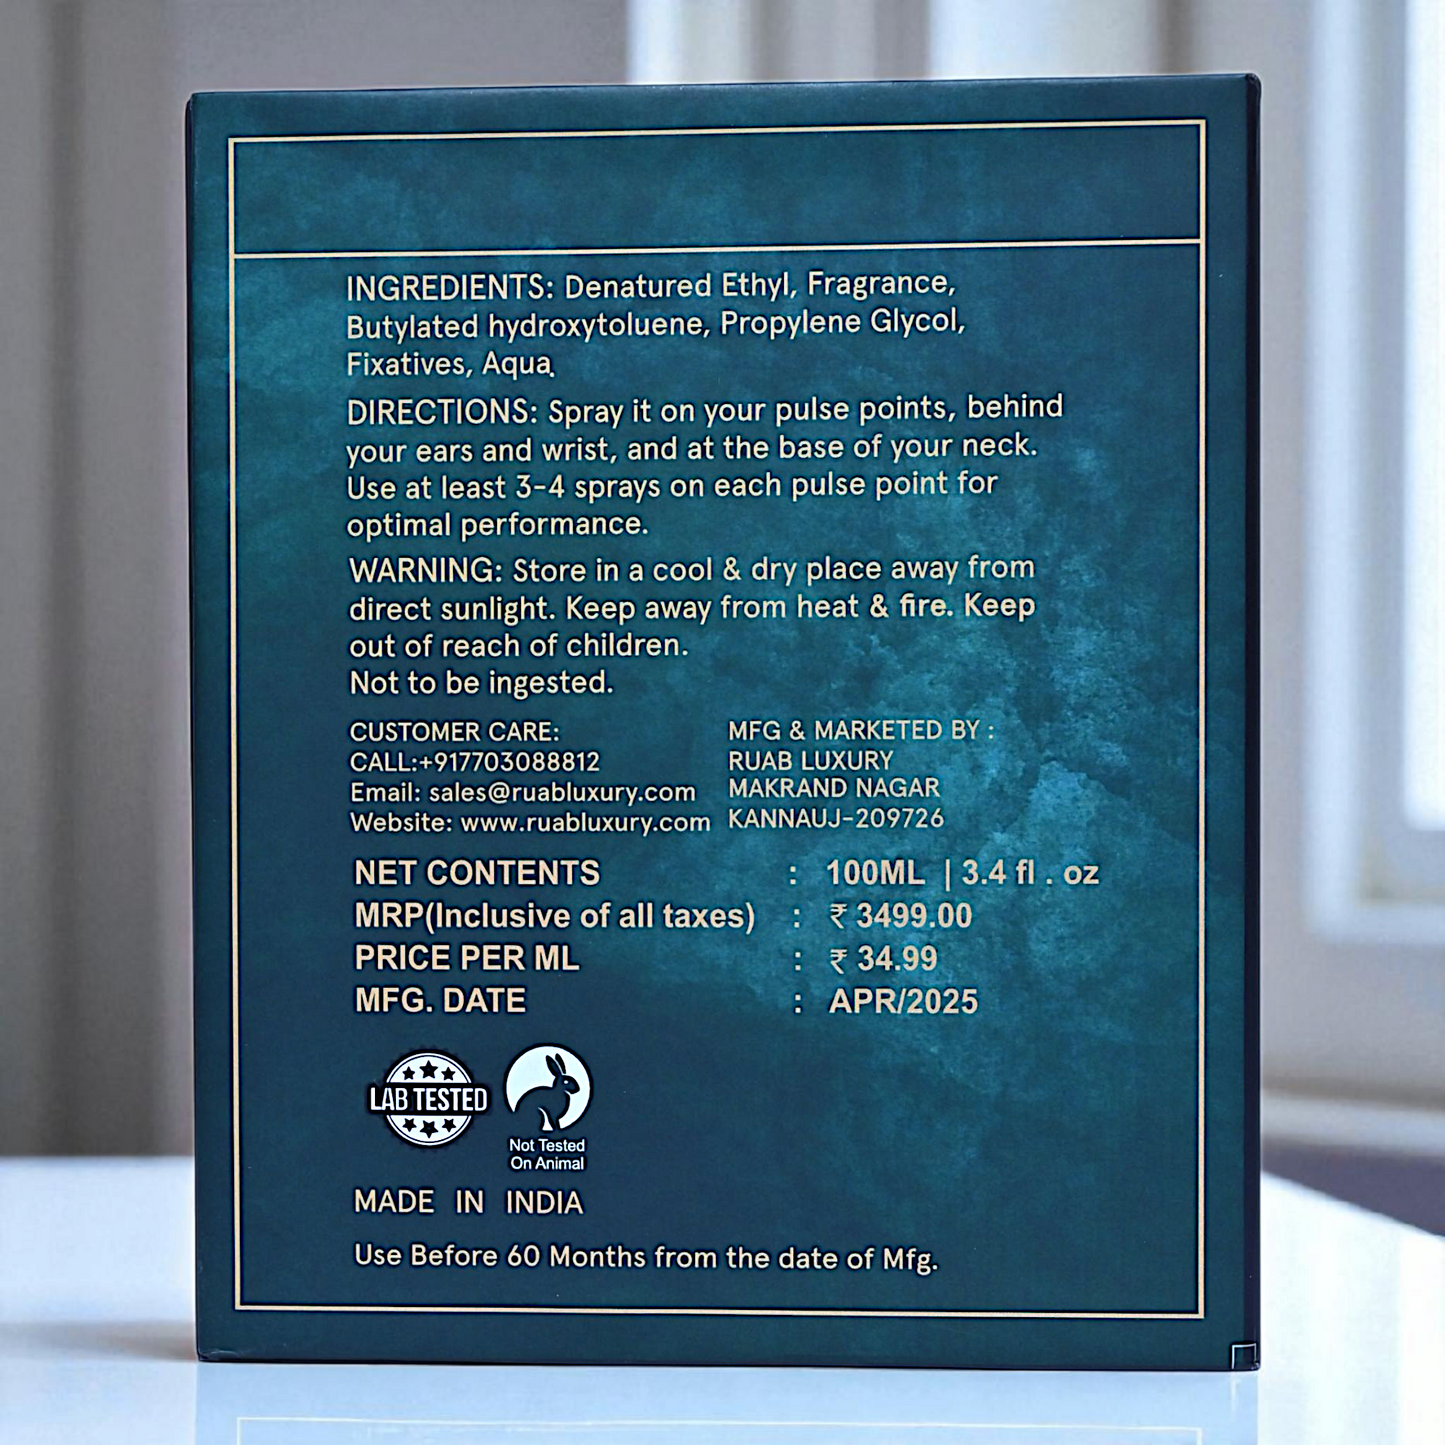 INGREDIENTS: Denatured Ethyl, Fragrance,
Butylated hydroxytoluene, Propylene Glycol,
Fixatives, Aqua.
DIRECTIONS: Spray it on your pulse points, behind
your ears and wrist, and at the base of your neck.
Use at least 3-4 sprays on each pulse point for
optimal performance.
WARNING: Store in a cool & dry place away from
direct sunlight. Keep away from heat & fire. Keep
out of reach of children.
Not to be ingested.
CUSTOMER CARE:
CALL:+917703088812
Email: sales@ruabluxury.com
Website: www.ruabluxury.com
MFG & MARKETED BY :
RUAB LUXURY
MAKRAND NAGAR
KANNAUJ-209726
NET CONTENTS : 100ML | 3.4 fl . oz
MRP(Inclusive of all taxes) : ₹ 3499.00
PRICE PER ML : ₹ 34.99
MFG. DATE : APR/2025
LAB TESTED
Not Tested
On Animal
MADE IN INDIA
Use Before 60 Months from the date of Mfg.